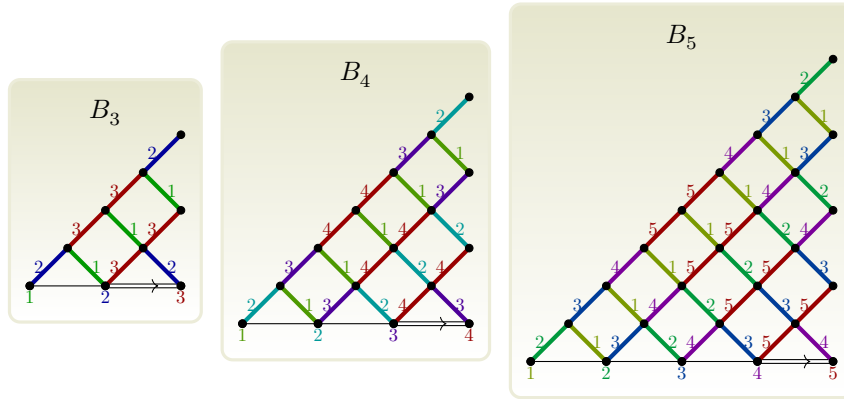 B₃
2
3 1
3 1 3
2 1 3 2
1 2 3
B₄
2
3 1
4 1 3
4 1 4 2
3 1 4 2 4
2 1 3 2 4 3
1 2 3 4
B₅
2
3 1
4 1 3
5 1 4 2
5 1 5 2 4
4 1 5 2 5 3
3 1 4 2 5 3 5
2 1 3 2 4 3 5 4
1 2 3 4 5